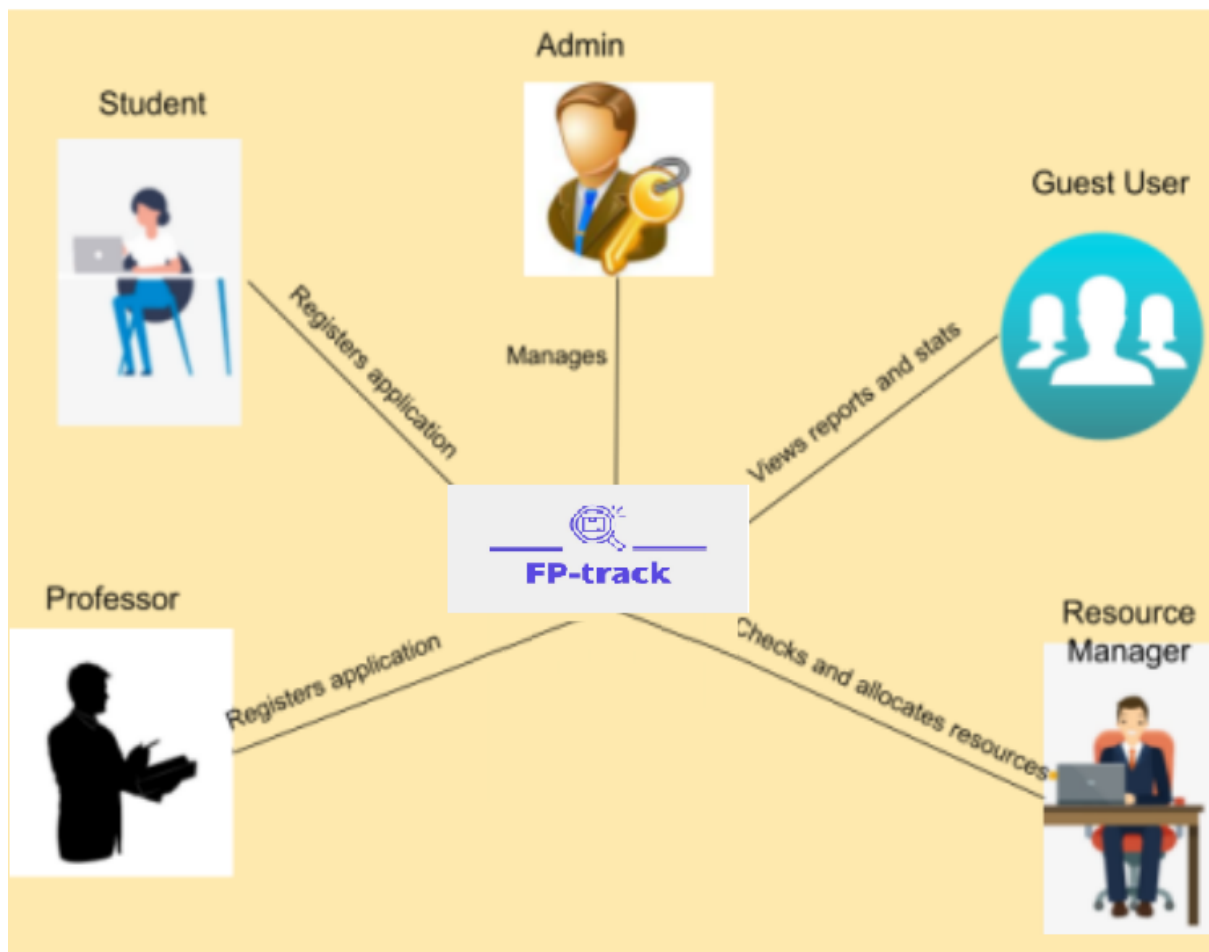 Admin
Student
Guest User
Registers application
Manages
Views reports and stats
FP-track
Professor
Registers application
Checks and allocates resources
Resource
Manager